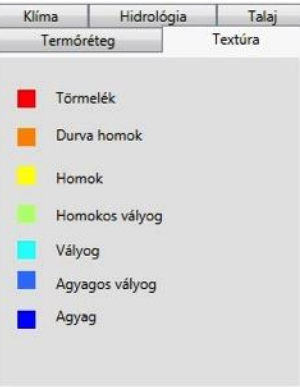 Klíma Hidrológia Talaj
Termőréteg Textúra
Törmelék
Durva homok
Homok
Homokos vályog
Vályog
Agyagos vályog
Agyag